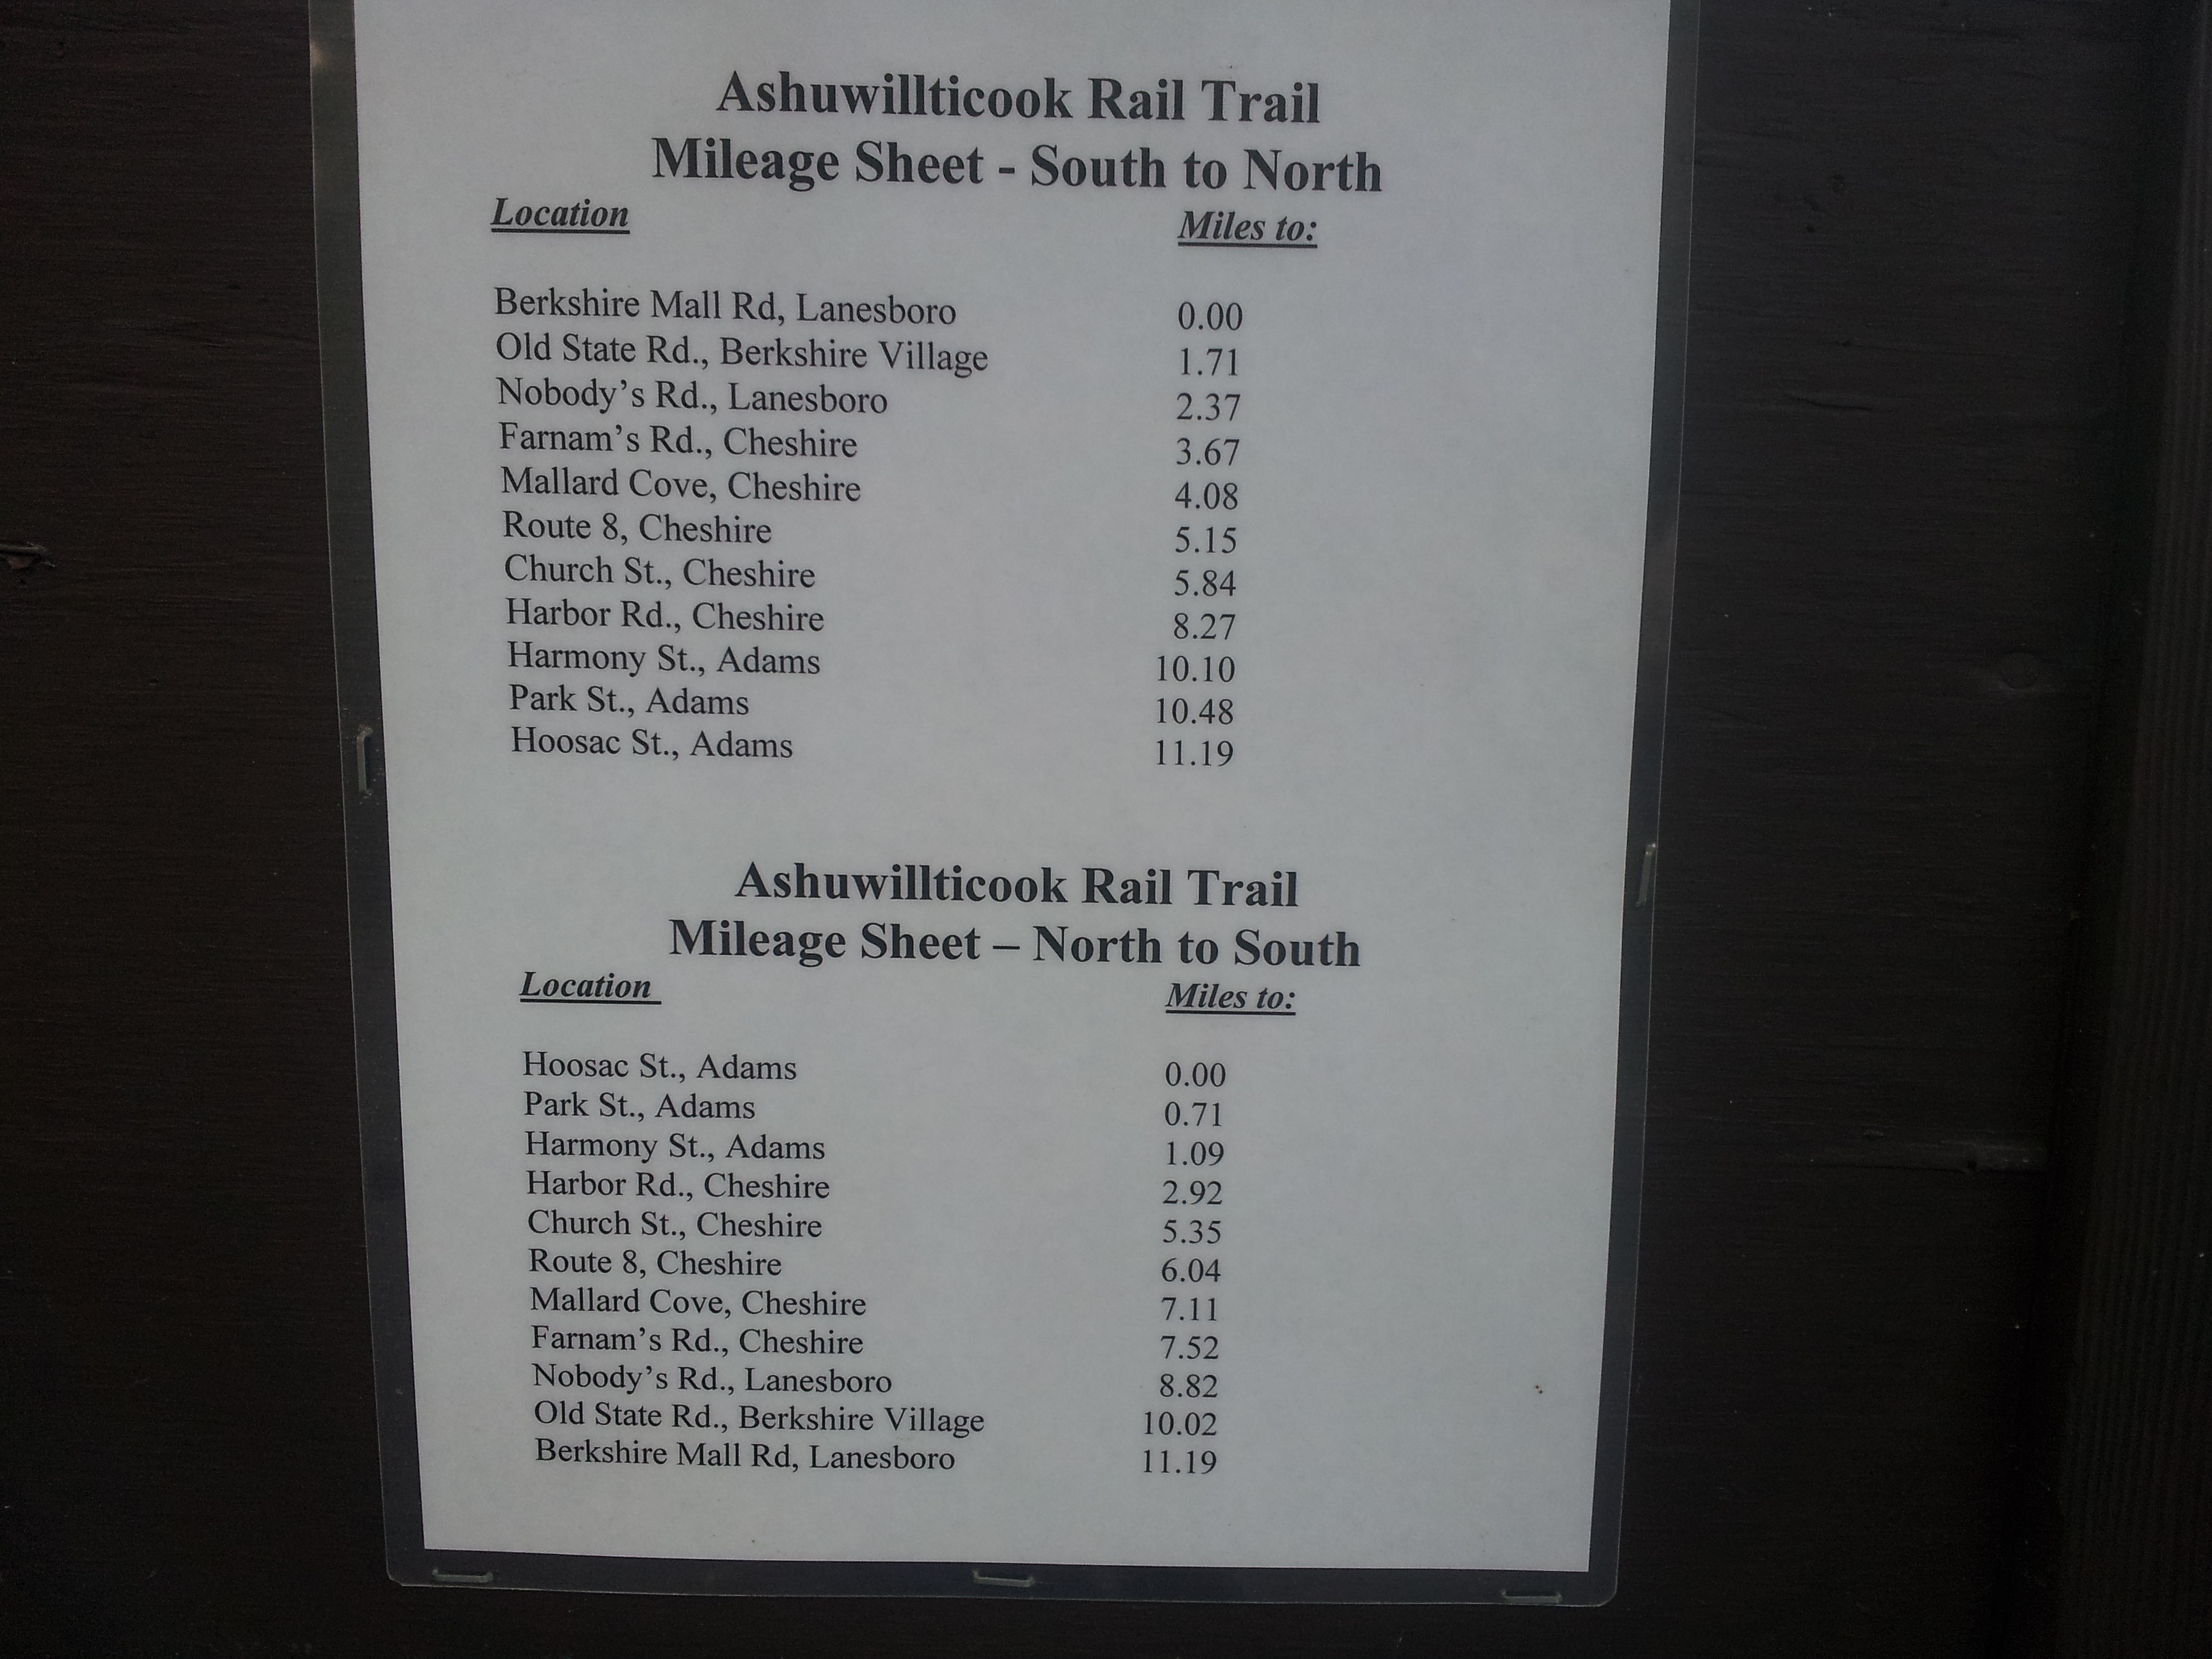 Ashuwillticook Rail Trail
Mileage Sheet - South to North
Location Miles to:
Berkshire Mall Rd, Lanesboro 0.00
Old State Rd., Berkshire Village 1.71
Nobody’s Rd., Lanesboro 2.37
Farnam’s Rd., Cheshire 3.67
Mallard Cove, Cheshire 4.08
Route 8, Cheshire 5.15
Church St., Cheshire 5.84
Harbor Rd., Cheshire 8.27
Harmony St., Adams 10.10
Park St., Adams 10.48
Hoosac St., Adams 11.19
Ashuwillticook Rail Trail
Mileage Sheet – North to South
Location Miles to:
Hoosac St., Adams 0.00
Park St., Adams 0.71
Harmony St., Adams 1.09
Harbor Rd., Cheshire 2.92
Church St., Cheshire 5.35
Route 8, Cheshire 6.04
Mallard Cove, Cheshire 7.11
Farnam’s Rd., Cheshire 7.52
Nobody’s Rd., Lanesboro 8.82
Old State Rd., Berkshire Village 10.02
Berkshire Mall Rd, Lanesboro 11.19